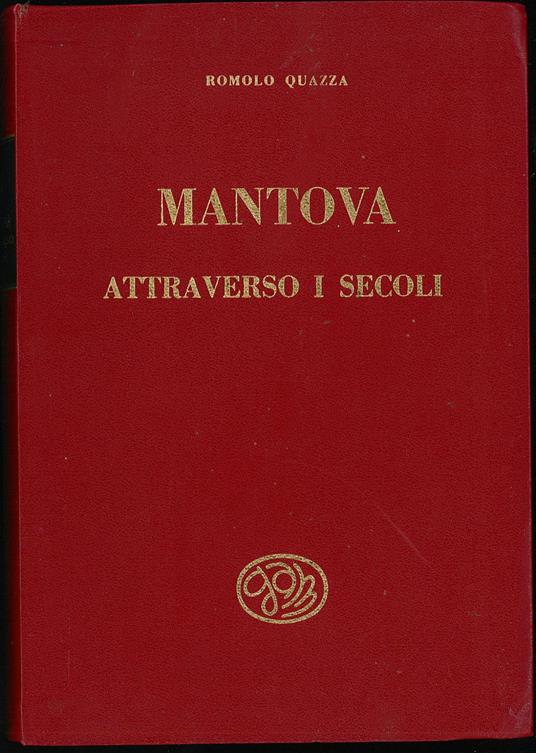 ROMOLO QUAZZA
MANTOVA
ATTRAVERSO I SECOLI